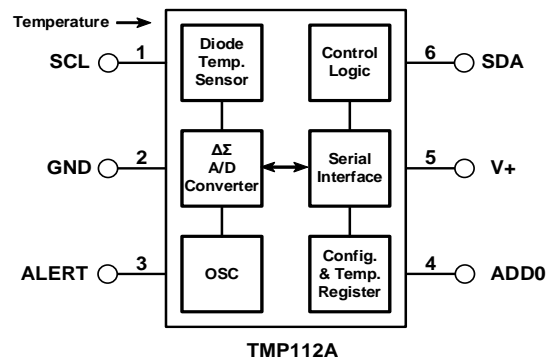 Temperature
SCL 1
Diode
Temp.
Sensor
Control
Logic
6 SDA
GND 2
ΔΣ
A/D
Converter
Serial
Interface
5 V+
ALERT 3
OSC
Config.
& Temp.
Register
4 ADD0
TMP112A